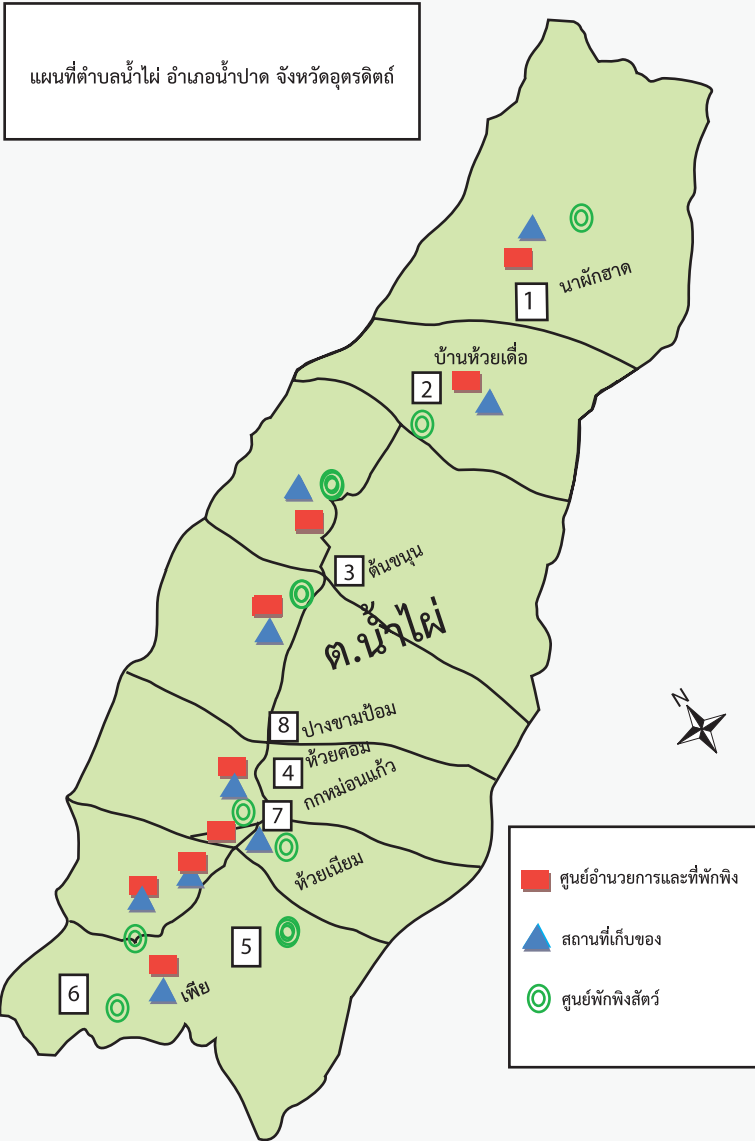 แผนที่ตำบลน้ำไผ่ อำเภอน้ำปาด จังหวัดอุตรดิตถ์
นาผักฮาด
1
บ้านห้วยเดื่อ
2
3 ต้นขนุน
ต.น้ำไผ่
N
8 ปางขามป้อม
ห้วยคอม
4
กกหม่อนแก้ว
7
ห้วยเนียม
5
6
เพีย
ศูนย์อำนวยการและที่พักพิง
สถานที่เก็บของ
ศูนย์พักพิงสัตว์